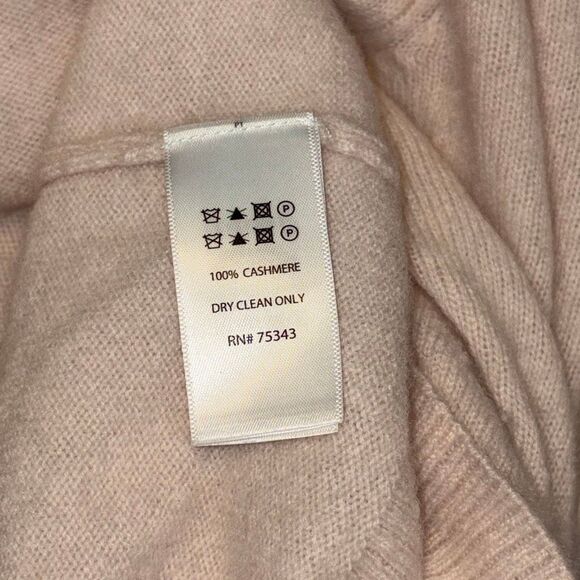 P
P
100% CASHMERE
DRY CLEAN ONLY
RN# 75343